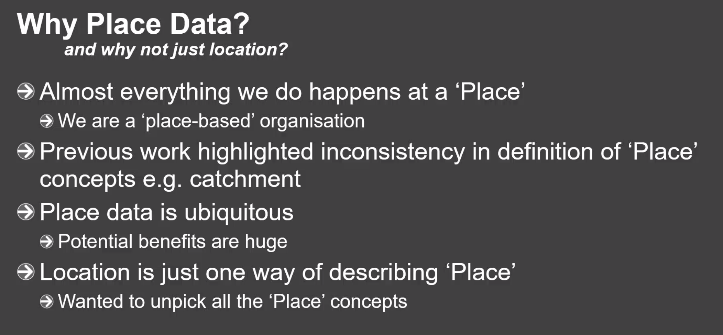 Why Place Data?
and why not just location?
Almost everything we do happens at a ‘Place’
We are a ‘place-based’ organisation
Previous work highlighted inconsistency in definition of ‘Place’
concepts e.g. catchment
Place data is ubiquitous
Potential benefits are huge
Location is just one way of describing ‘Place’
Wanted to unpick all the ‘Place’ concepts